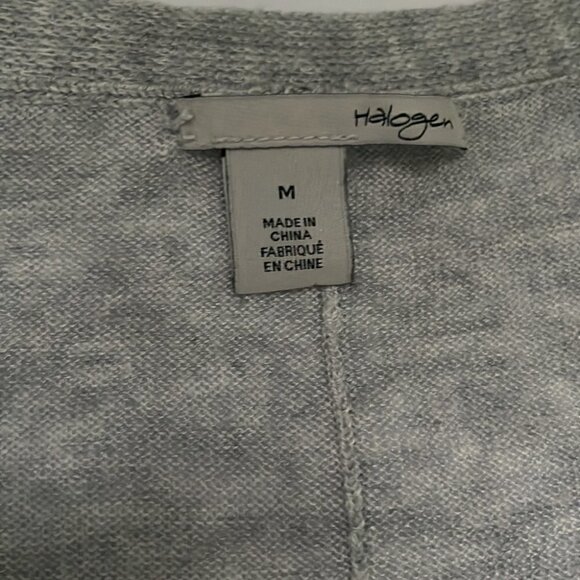 Halogen
M
MADE IN
CHINA
FABRIQUÉ
EN CHINE